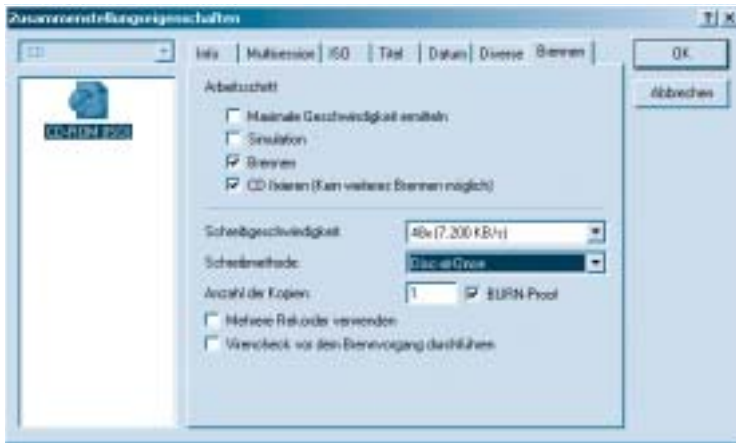 Zusammenstellungseigenschaften
CD
CD-ROM (ISO)
Info Multisession ISO Titel Datum Diverse Brennen
Arbeitsschritt
Maximale Geschwindigkeit ermitteln
Simulation
Brennen
CD fixieren (Kein weiteres Brennen möglich!)
Schreibgeschwindigkeit: 48x (7.200 KB/s)
Schreibmethode: Disc-at-Once
Anzahl der Kopien: 1 BURN-Proof
Mehrere Rekorder verwenden
Virencheck vor dem Brennvorgang durchführen
OK
Abbrechen